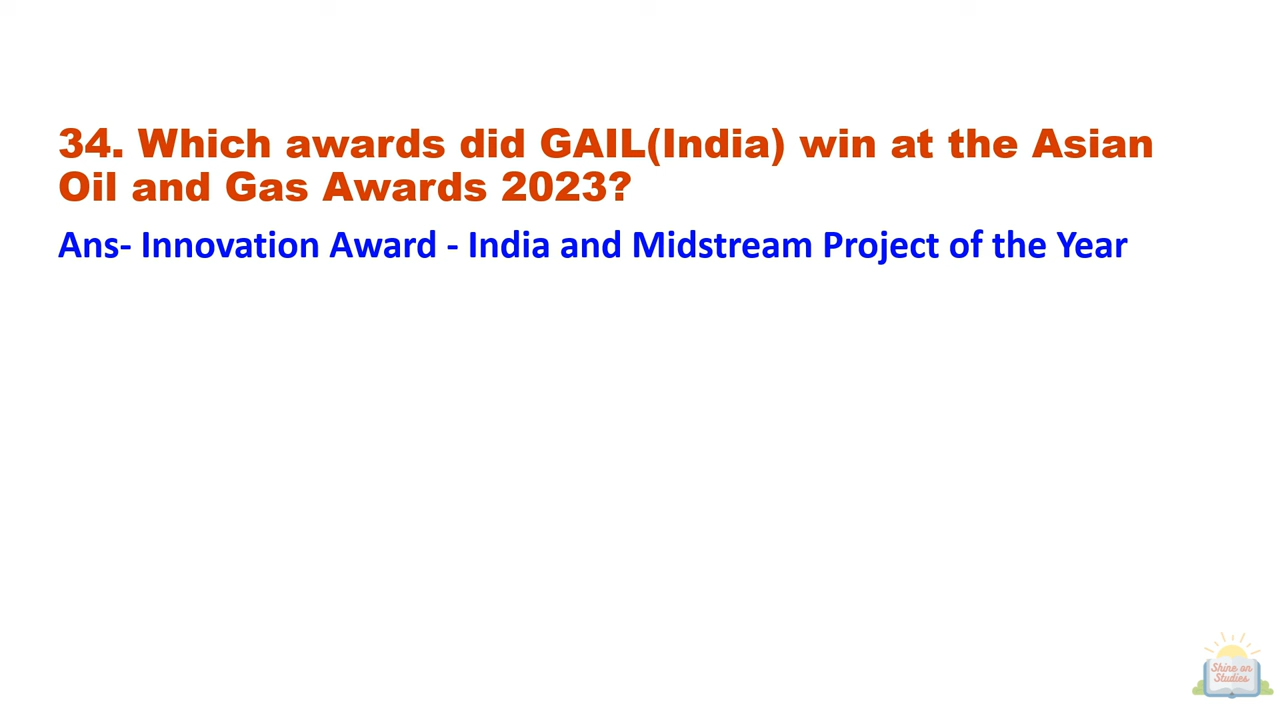 34. Which awards did GAIL(India) win at the Asian
Oil and Gas Awards 2023?
Ans- Innovation Award - India and Midstream Project of the Year
Shine on
Studies